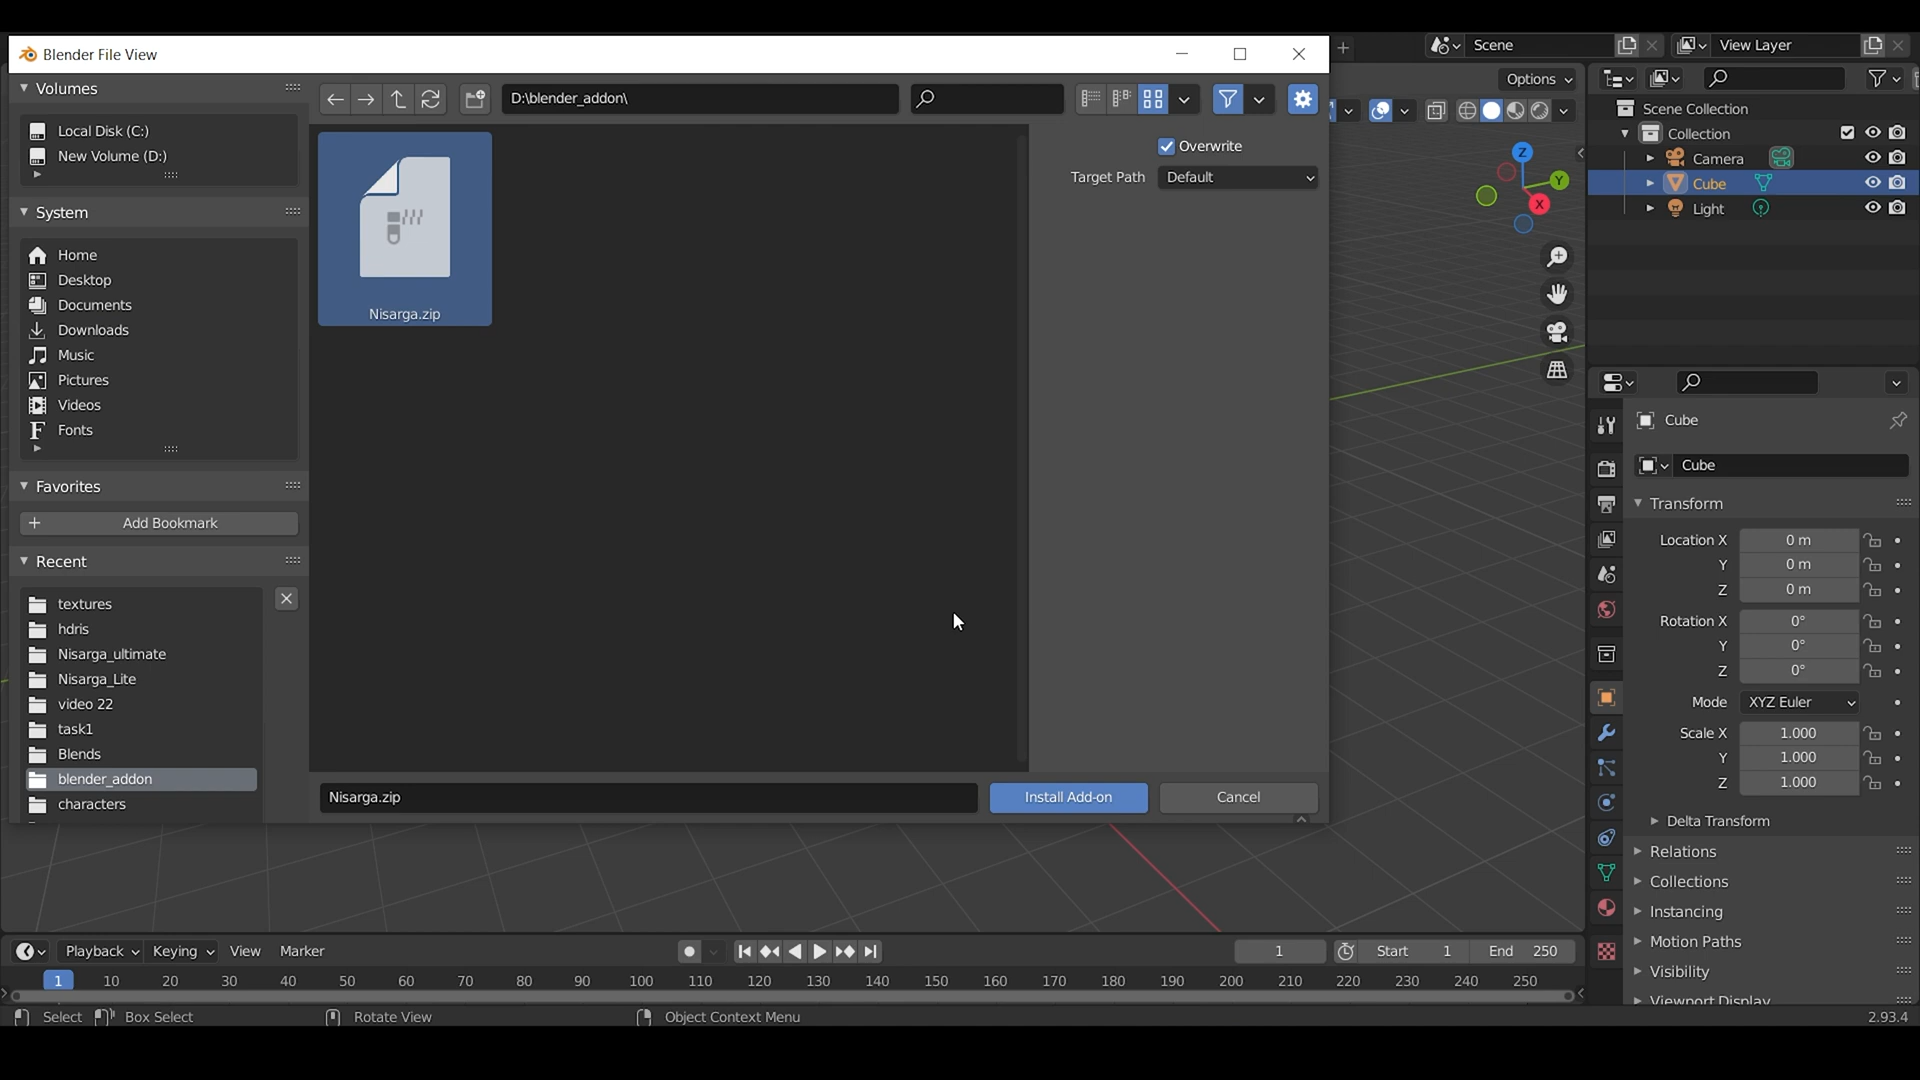 Blender File View
Volumes
Local Disk (C:)
New Volume (D:)
System
Home
Desktop
Documents
Downloads
Music
Pictures
Videos
Fonts
Favorites
Add Bookmark
Recent
textures
hdris
Nisarga_ultimate
Nisarga_Lite
video 22
task1
Blends
blender_addon
characters
D:\blender_addon\
Nisarga.zip
Overwrite
Target Path Default
Nisarga.zip
Install Add-on
Cancel
Scene
View Layer
Options
Z
Y
X
Scene Collection
Collection
Camera
Cube
Light
Cube
Cube
Transform
Location X 0 m
Y 0 m
Z 0 m
Rotation X 0°
Y 0°
Z 0°
Mode XYZ Euler
Scale X 1.000
Y 1.000
Z 1.000
Delta Transform
Relations
Collections
Instancing
Motion Paths
Visibility
Viewport Display
Playback Keying View Marker
1 Start 1 End 250
1 10 20 30 40 50 60 70 80 90 100 110 120 130 140 150 160 170 180 190 200 210 220 230 240 250
Select Box Select Rotate View Object Context Menu 2.93.4